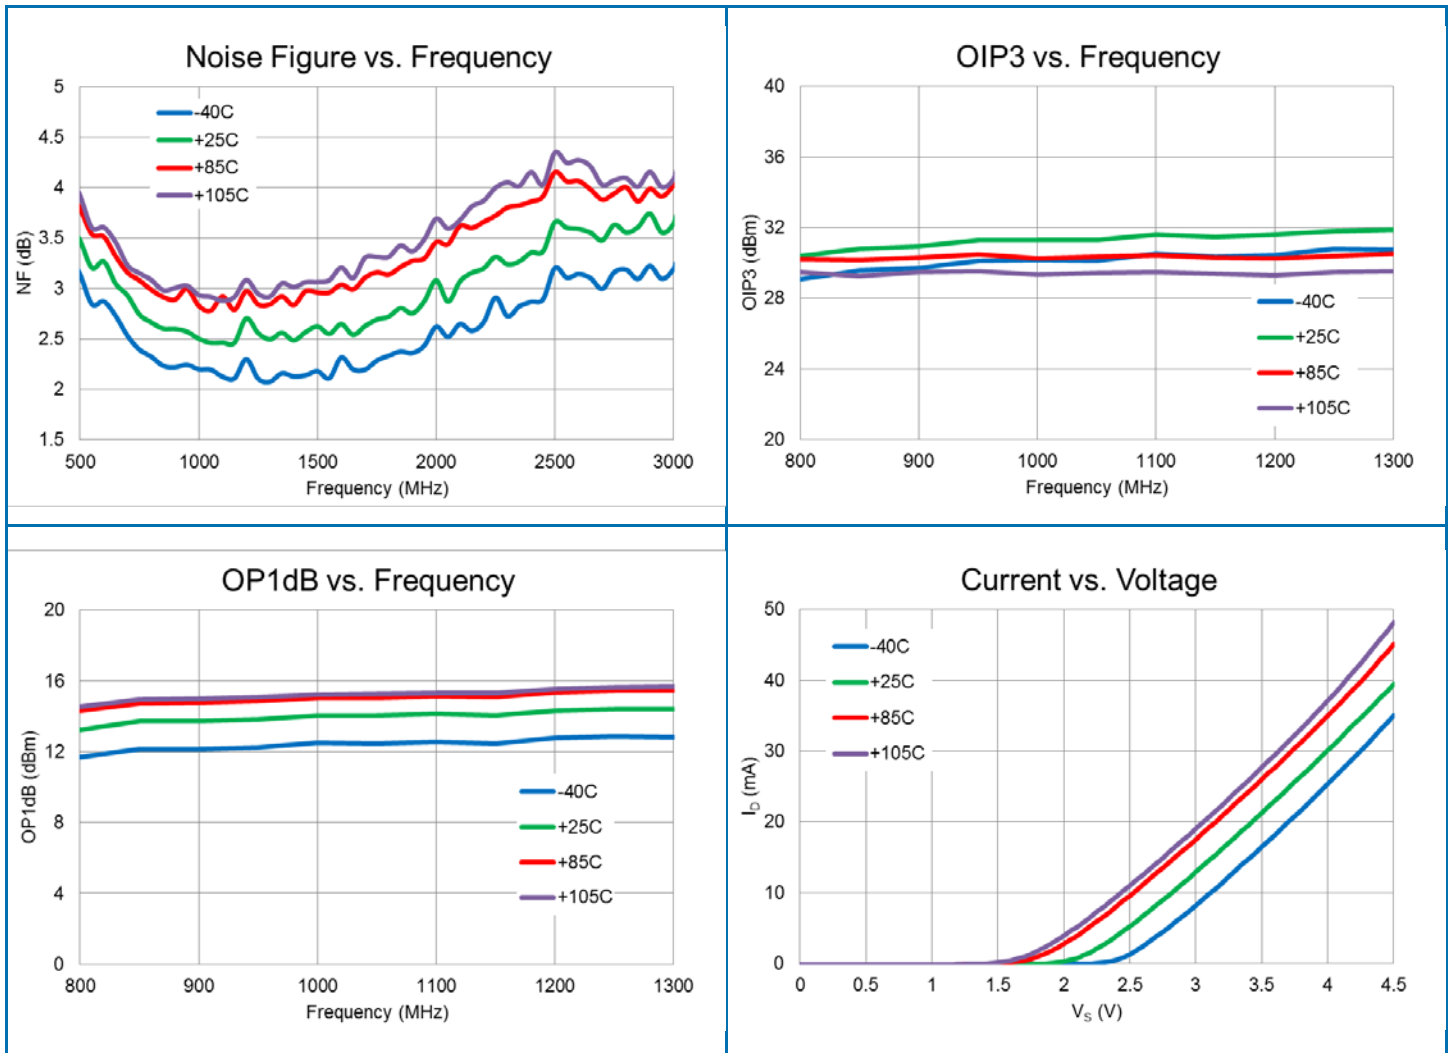 Noise Figure vs. Frequency
5
4.5
4
3.5
3
2.5
2
1.5
NF (dB)
-40C
+25C
+85C
+105C
500 1000 1500 2000 2500 3000
Frequency (MHz)
OIP3 vs. Frequency
40
36
32
28
24
20
OIP3 (dBm)
-40C
+25C
+85C
+105C
800 900 1000 1100 1200 1300
Frequency (MHz)
OP1dB vs. Frequency
20
16
12
8
4
0
OP1dB (dBm)
-40C
+25C
+85C
+105C
800 900 1000 1100 1200 1300
Frequency (MHz)
Current vs. Voltage
50
40
30
20
10
0
I_D (mA)
-40C
+25C
+85C
+105C
0 0.5 1 1.5 2 2.5 3 3.5 4 4.5
V_S (V)